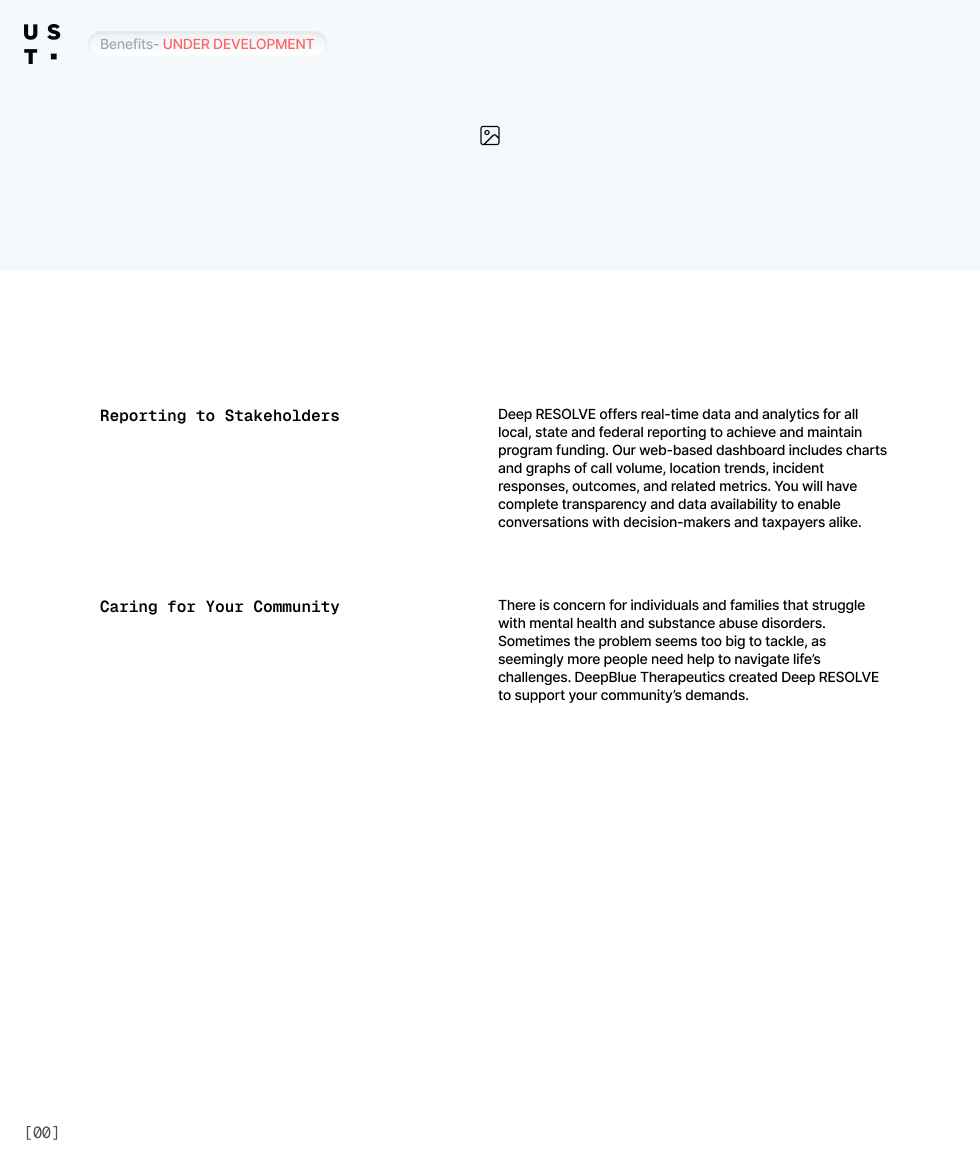 U S
T .
Benefits- UNDER DEVELOPMENT
Reporting to Stakeholders
Deep RESOLVE offers real-time data and analytics for all
local, state and federal reporting to achieve and maintain
program funding. Our web-based dashboard includes charts
and graphs of call volume, location trends, incident
responses, outcomes, and related metrics. You will have
complete transparency and data availability to enable
conversations with decision-makers and taxpayers alike.
Caring for Your Community
There is concern for individuals and families that struggle
with mental health and substance abuse disorders.
Sometimes the problem seems too big to tackle, as
seemingly more people need help to navigate life’s
challenges. DeepBlue Therapeutics created Deep RESOLVE
to support your community’s demands.
[00]